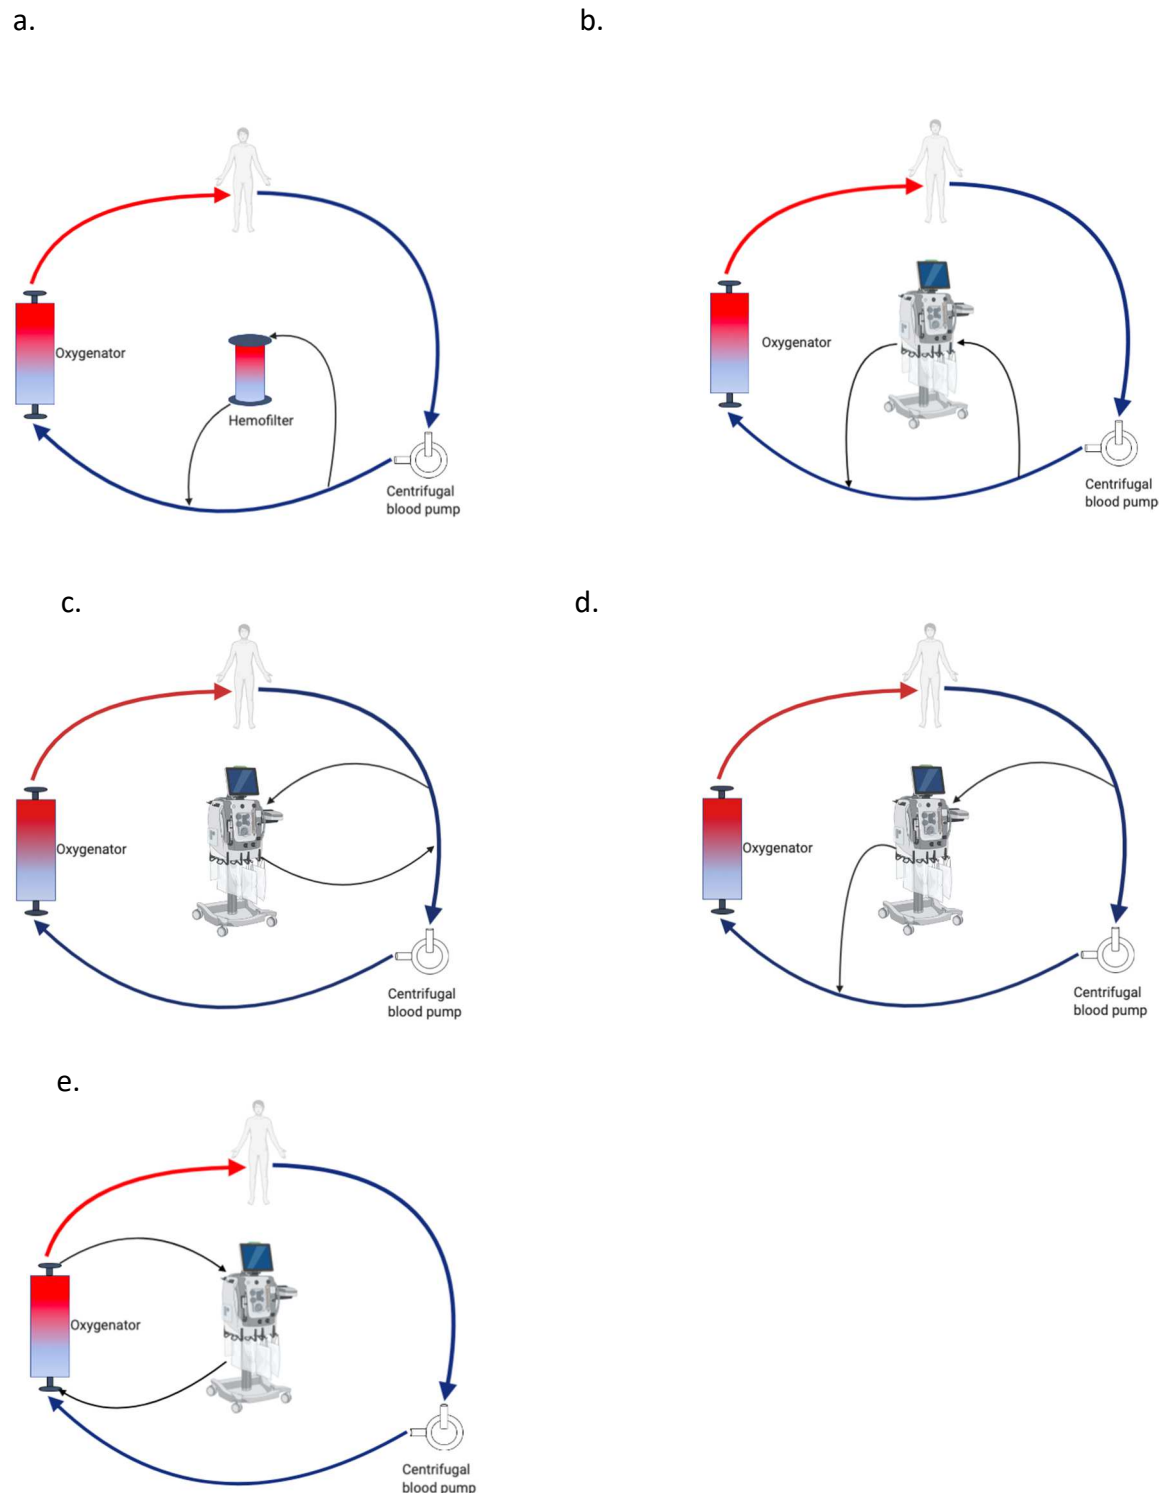 a.
b.
Oxygenator
Hemofilter
Centrifugal
blood pump
Oxygenator
Centrifugal
blood pump
c.
d.
Oxygenator
Centrifugal
blood pump
Oxygenator
Centrifugal
blood pump
e.
Oxygenator
Centrifugal
blood pump